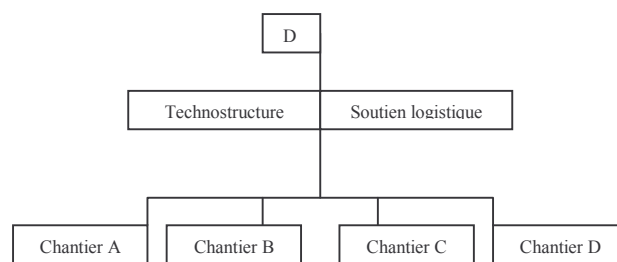 D
Technostructure
Soutien logistique
Chantier A
Chantier B
Chantier C
Chantier D